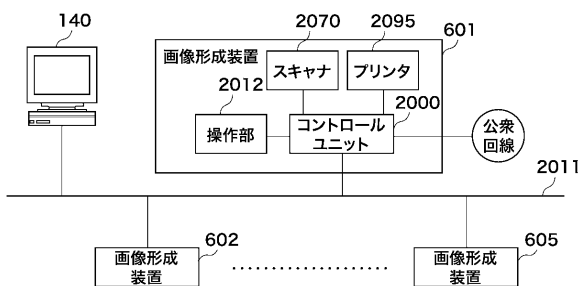 140
2070
2095
601
画像形成装置
スキャナ
プリンタ
2012
2000
操作部
コントロール
ユニット
公衆
回線
2011
602
605
画像形成
装置
画像形成
装置